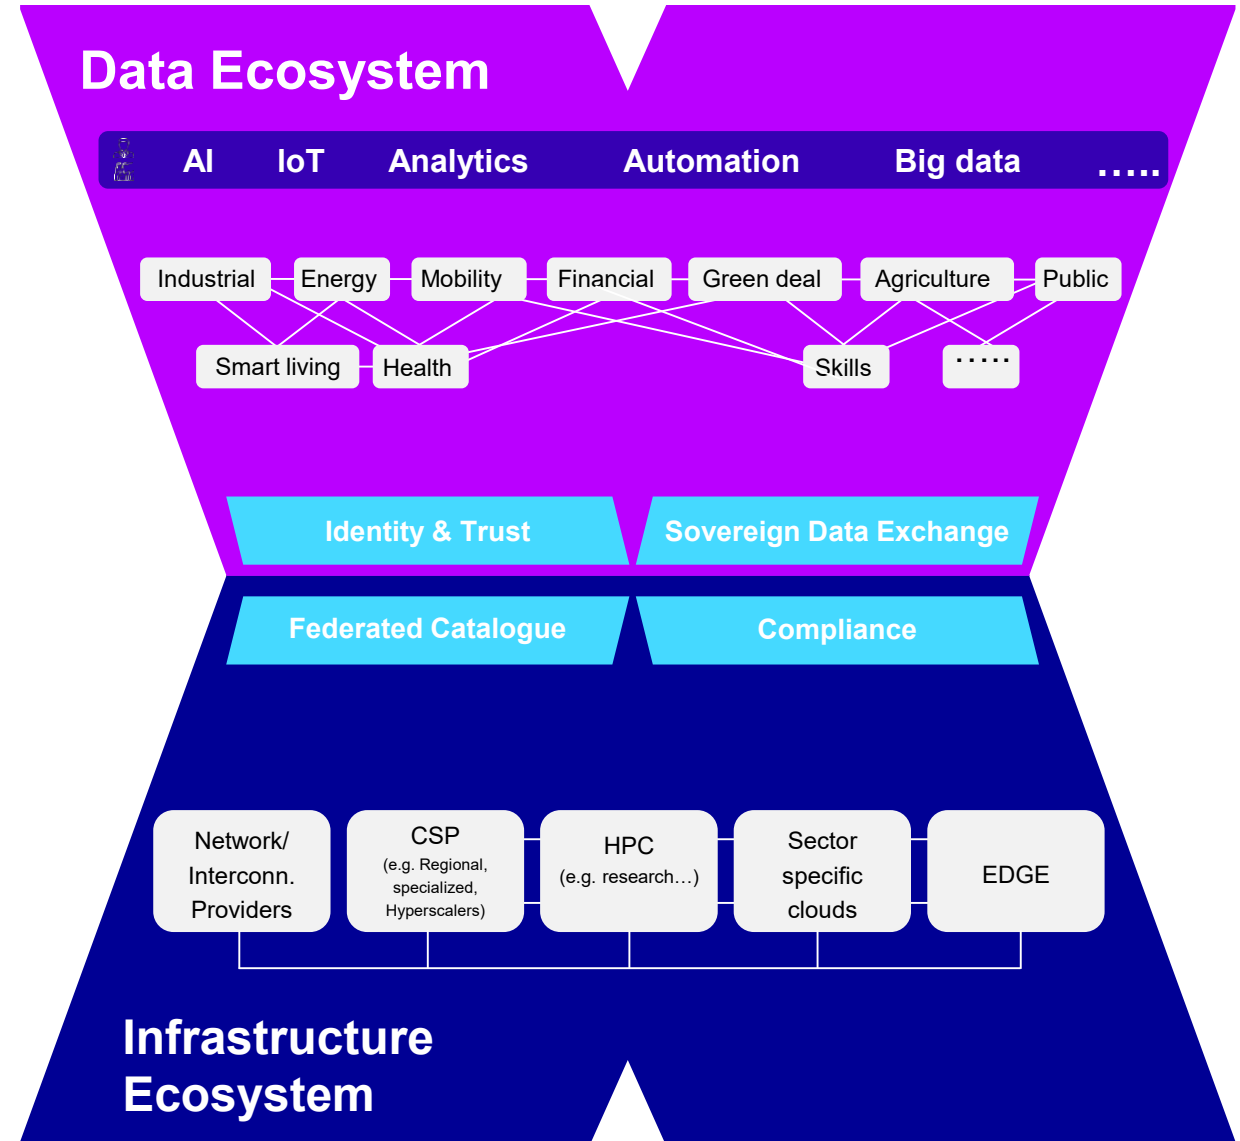 Data Ecosystem
AI IoT Analytics Automation Big data …..
Industrial Energy Mobility Financial Green deal Agriculture Public
Smart living Health Skills .....
Identity & Trust Sovereign Data Exchange
Federated Catalogue Compliance
Network/
Interconn.
Providers
CSP
(e.g. Regional,
specialized,
Hyperscalers)
HPC
(e.g. research…)
Sector
specific
clouds
EDGE
Infrastructure
Ecosystem